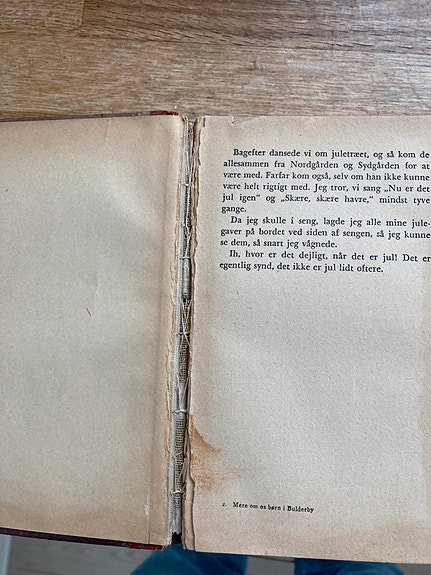 Bagefter dansede vi om juletræet, og så kom de
allesammen fra Nordgården og Sydgården for at
være med. Farfar kom også, selv om han ikke kunne
være helt rigtigt med. Jeg tror, vi sang „Nu er det
jul igen" og „Skære, skære havre," mindst tyve
gange.
Da jeg skulle i seng, lagde jeg alle mine jule-
gaver på bordet ved siden af sengen, så jeg kunne
se dem, så snart jeg vågnede.
Ih, hvor er det dejligt, når det er jul! Det er
egentlig synd, det ikke er jul lidt oftere.
2. Mere om os børn i Bulderby